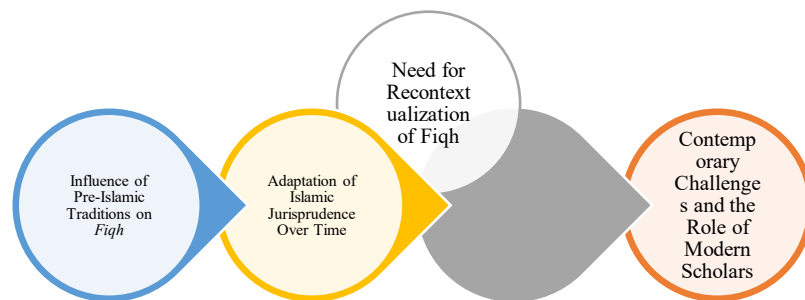 Influence of
Pre-Islamic
Traditions on
Fiqh
Adaptation of
Islamic
Jurisprudence
Over Time
Need for
Recontext
ualization
of Fiqh
Contemp
orary
Challenge
s and the
Role of
Modern
Scholars